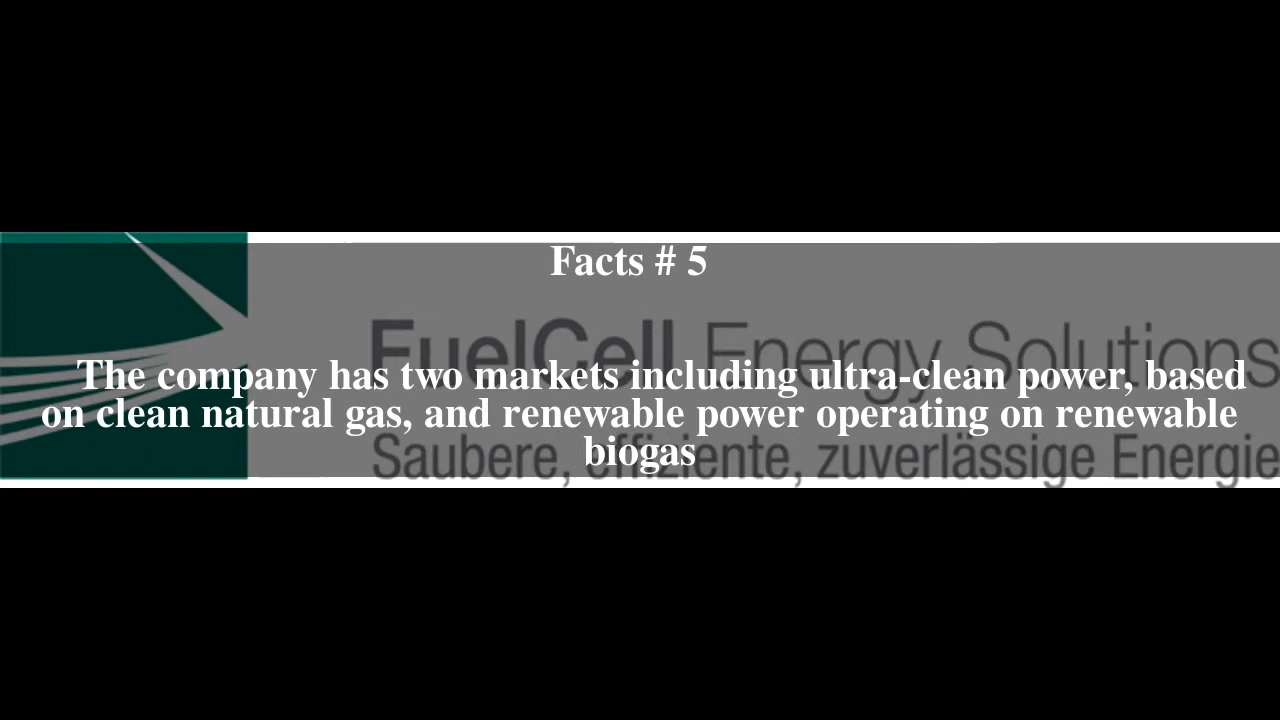 Facts # 5
FuelCell Energy Solutions
The company has two markets including ultra-clean power, based
on clean natural gas, and renewable power operating on renewable
biogas
Saubere, effiziente, zuverlässige Energie